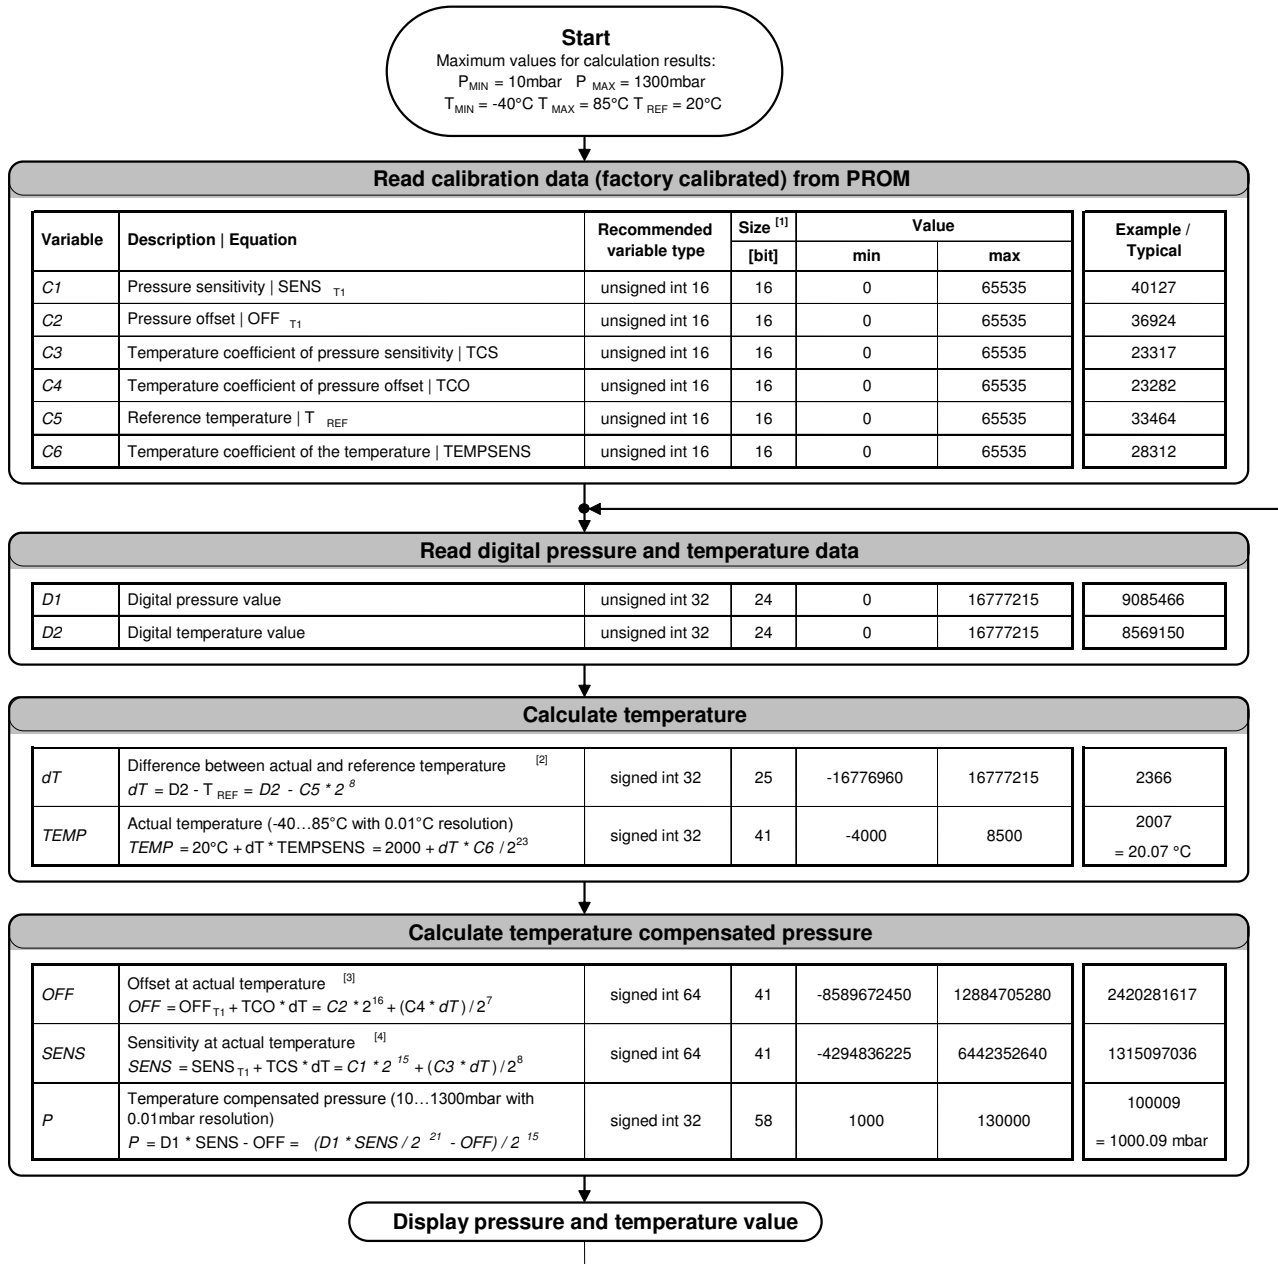 Start
Maximum values for calculation results:
P MIN = 10mbar P MAX = 1300mbar
T MIN = -40°C T MAX = 85°C T REF = 20°C
Read calibration data (factory calibrated) from PROM
Variable Description | Equation Recommended variable type Size [1] [bit] Value min max Example / Typical
C1 Pressure sensitivity | SENS T1 unsigned int 16 16 0 65535 40127
C2 Pressure offset | OFF T1 unsigned int 16 16 0 65535 36924
C3 Temperature coefficient of pressure sensitivity | TCS unsigned int 16 16 0 65535 23317
C4 Temperature coefficient of pressure offset | TCO unsigned int 16 16 0 65535 23282
C5 Reference temperature | T REF unsigned int 16 16 0 65535 33464
C6 Temperature coefficient of the temperature | TEMPSENS unsigned int 16 16 0 65535 28312
Read digital pressure and temperature data
D1 Digital pressure value unsigned int 32 24 0 16777215 9085466
D2 Digital temperature value unsigned int 32 24 0 16777215 8569150
Calculate temperature
dT Difference between actual and reference temperature [2]
dT = D2 - T REF = D2 - C5 * 2^8 signed int 32 25 -16776960 16777215 2366
TEMP Actual temperature (-40…85°C with 0.01°C resolution)
TEMP = 20°C + dT * TEMPSENS = 2000 + dT * C6 / 2^23 signed int 32 41 -4000 8500 2007
= 20.07 °C
Calculate temperature compensated pressure
OFF Offset at actual temperature [3]
OFF = OFF T1 + TCO * dT = C2 * 2^16 + (C4 * dT) / 2^7 signed int 64 41 -8589672450 12884705280 2420281617
SENS Sensitivity at actual temperature [4]
SENS = SENS T1 + TCS * dT = C1 * 2^15 + (C3 * dT) / 2^8 signed int 64 41 -4294836225 6442352640 1315097036
P Temperature compensated pressure (10…1300mbar with
0.01mbar resolution)
P = D1 * SENS - OFF = (D1 * SENS / 2^21 - OFF) / 2^15 signed int 32 58 1000 130000 100009
= 1000.09 mbar
Display pressure and temperature value